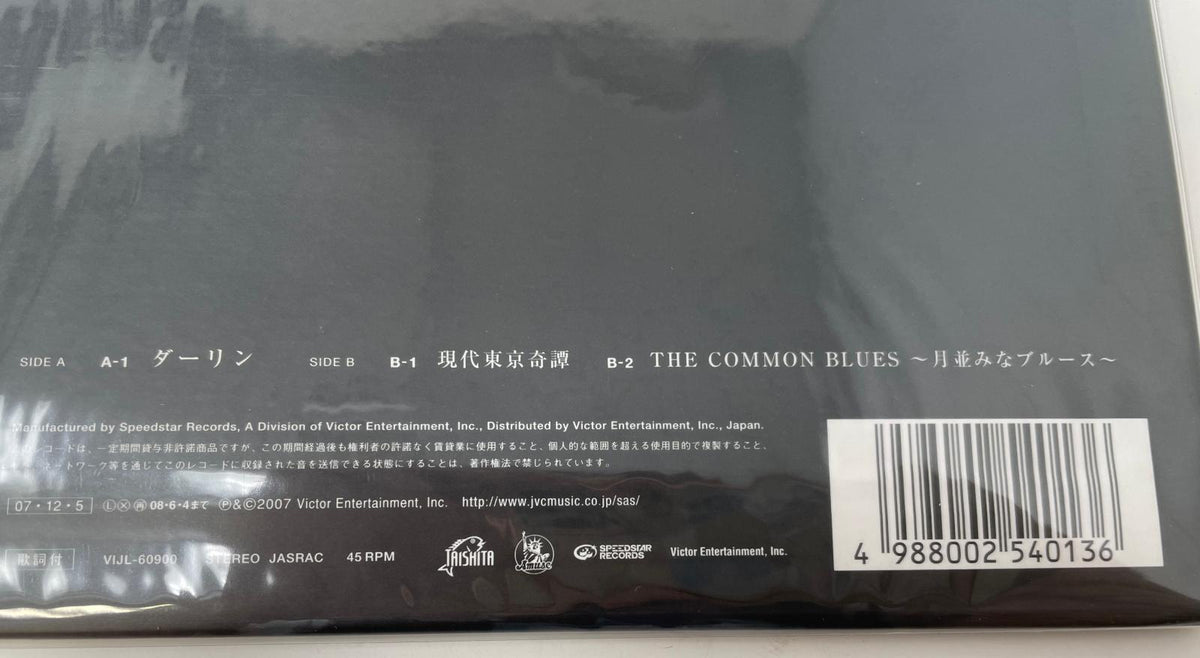 SIDE A A-1 ダーリン SIDE B B-1 現代東京奇譚 B-2 THE COMMON BLUES ～月並みなブルース～
Manufactured by Speedstar Records, A Division of Victor Entertainment, Inc., Distributed by Victor Entertainment, Inc., Japan.
レコードは、一定期間貸与非許諾商品ですが、この期間経過後も権利者の許諾なく賃貸業に使用すること、個人的な範囲を超える使用目的で複製すること、
ネットワーク等を通じてこのレコードに収録された音を送信できる状態にすることは、著作権法で禁じられています。
07・12・5 Ⓛ Ⓧ 再 08・6・4まで Ⓟ&©2007 Victor Entertainment, Inc. http://www.jvcmusic.co.jp/sas/
歌詞付 VIJL-60900 STEREO JASRAC 45 RPM TAISHITA Amuse SPEEDSTAR RECORDS Victor Entertainment, Inc.
4 988002 540136